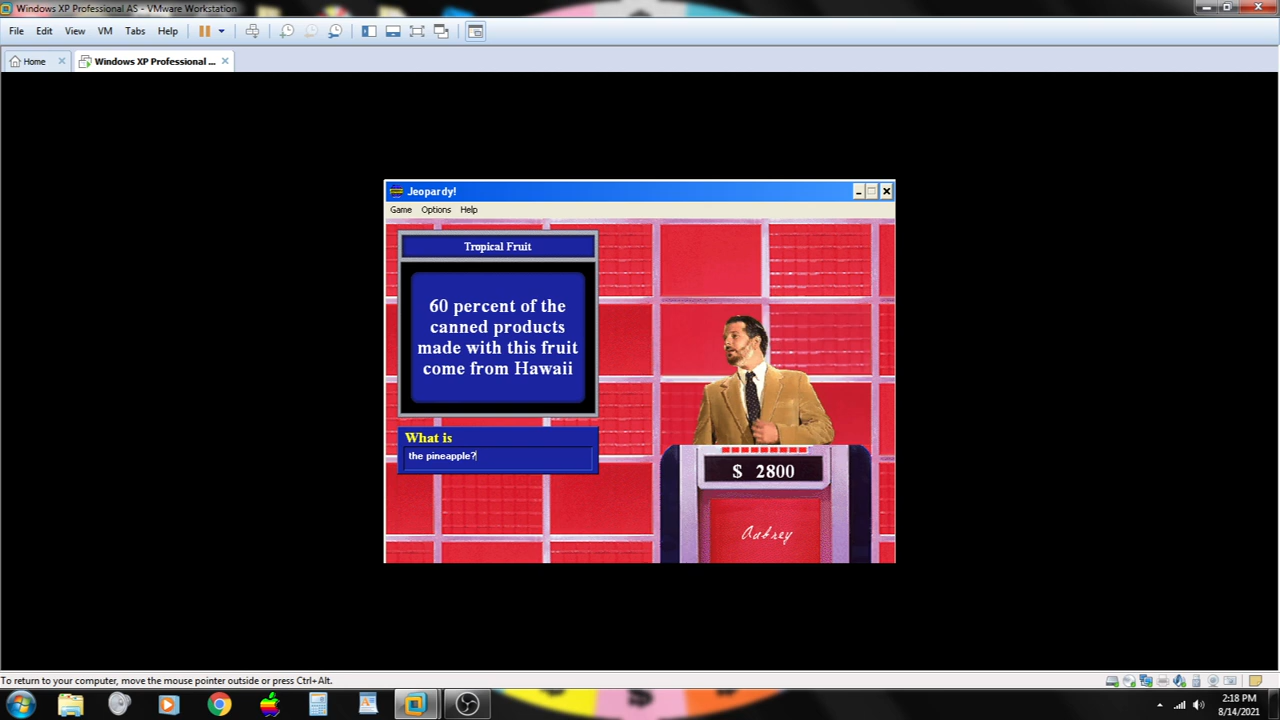 Windows XP Professional AS - VMware Workstation
File Edit View VM Tabs Help
Home
Windows XP Professional ...
Jeopardy!
Game Options Help
Tropical Fruit
60 percent of the
canned products
made with this fruit
come from Hawaii
What is
the pineapple?
$ 2800
Aubrey
To return to your computer, move the mouse pointer outside or press Ctrl+Alt.
2:18 PM
8/14/2021